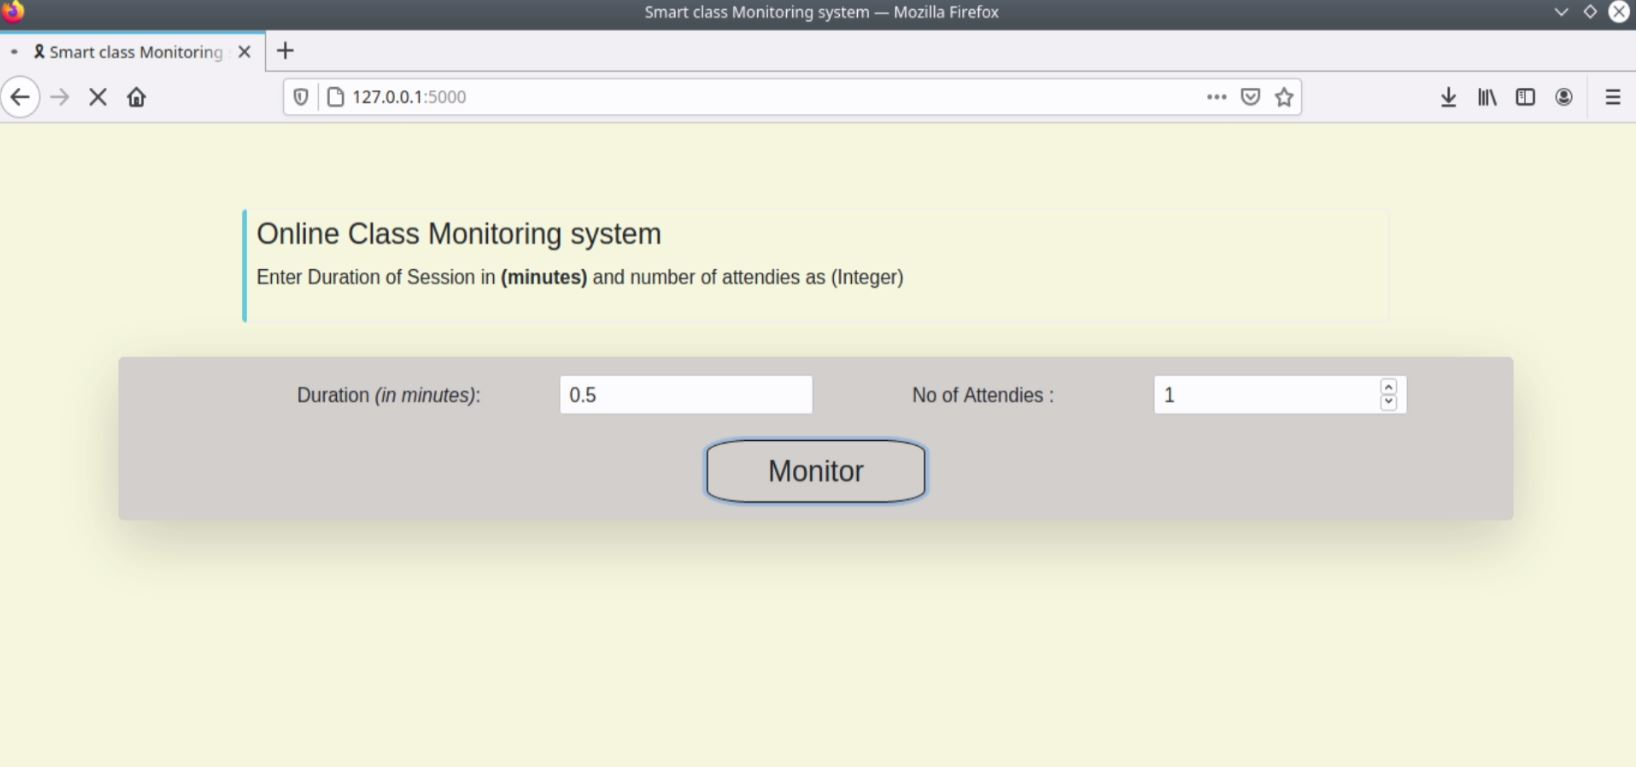 Smart class Monitoring system — Mozilla Firefox
Smart class Monitoring
127.0.0.1:5000
Online Class Monitoring system
Enter Duration of Session in (minutes) and number of attendies as (Integer)
Duration (in minutes): 0.5 No of Attendies : 1
Monitor